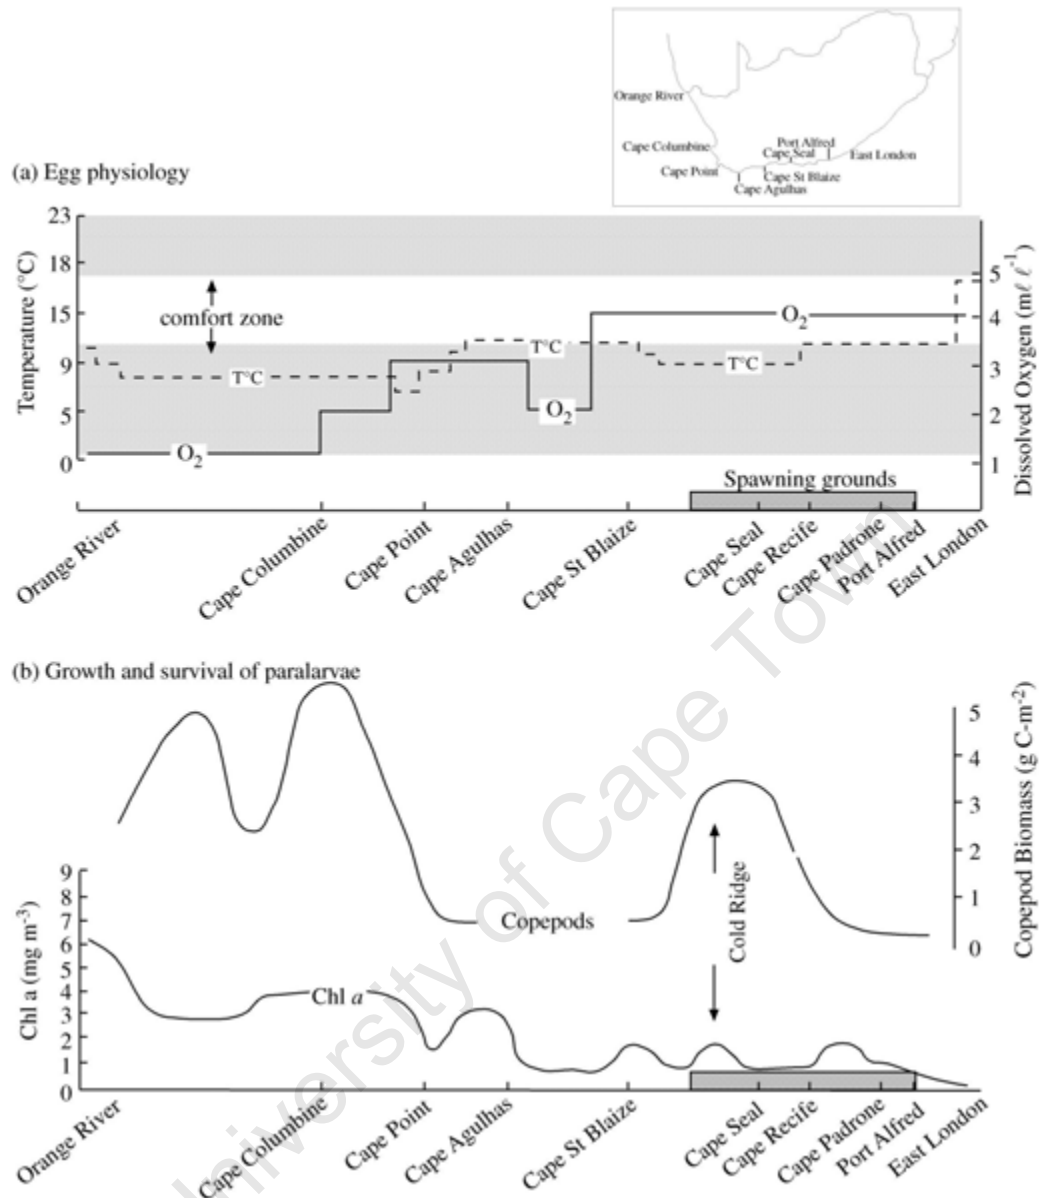 Orange River
Cape Columbine
Cape Point
Port Alfred
Cape Seal
East London
Cape St Blaize
Cape Agulhas
(a) Egg physiology
23
18
15
9
5
0
Temperature (°C)
comfort zone
T°C
T°C
T°C
O2
O2
O2
5
4
3
2
1
Dissolved Oxygen (mℓ ℓ-1)
Spawning grounds
Orange River
Cape Columbine
Cape Point
Cape Agulhas
Cape St Blaize
Cape Seal
Cape Recife
Cape Padrone
Port Alfred
East London
(b) Growth and survival of paralarvae
5
4
3
2
1
0
Copepod Biomass (g C-m-2)
9
8
7
6
5
4
3
2
1
0
Chl a (mg m-3)
Copepods
Chl a
Cold Ridge
Orange River
Cape Columbine
Cape Point
Cape Agulhas
Cape St Blaize
Cape Seal
Cape Recife
Cape Padrone
Port Alfred
East London
University of Cape Town